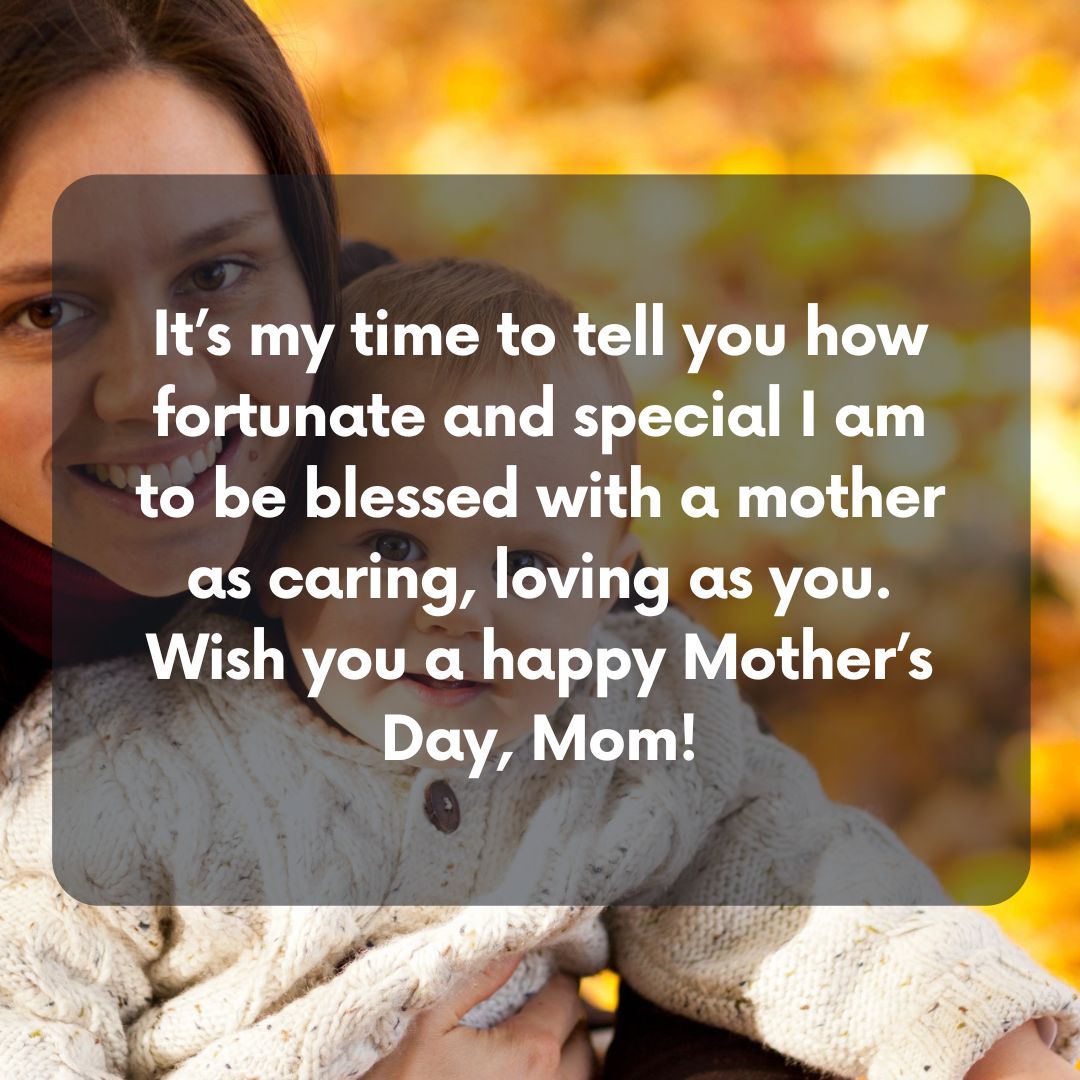 It’s my time to tell you how
fortunate and special I am
to be blessed with a mother
as caring, loving as you.
Wish you a happy Mother’s
Day, Mom!